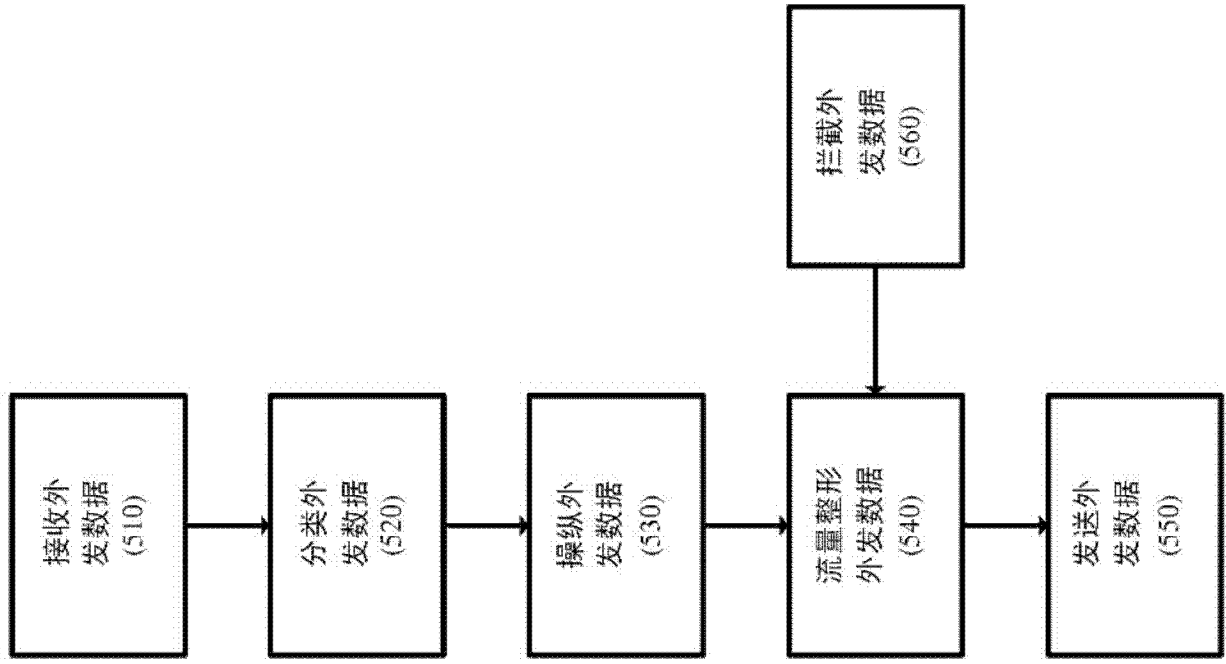 接收外
发数据
(510)
分类外
发数据
(520)
操纵外
发数据
(530)
流量整形
外发数据
(540)
发送外
发数据
(550)
拦截外
发数据
(560)